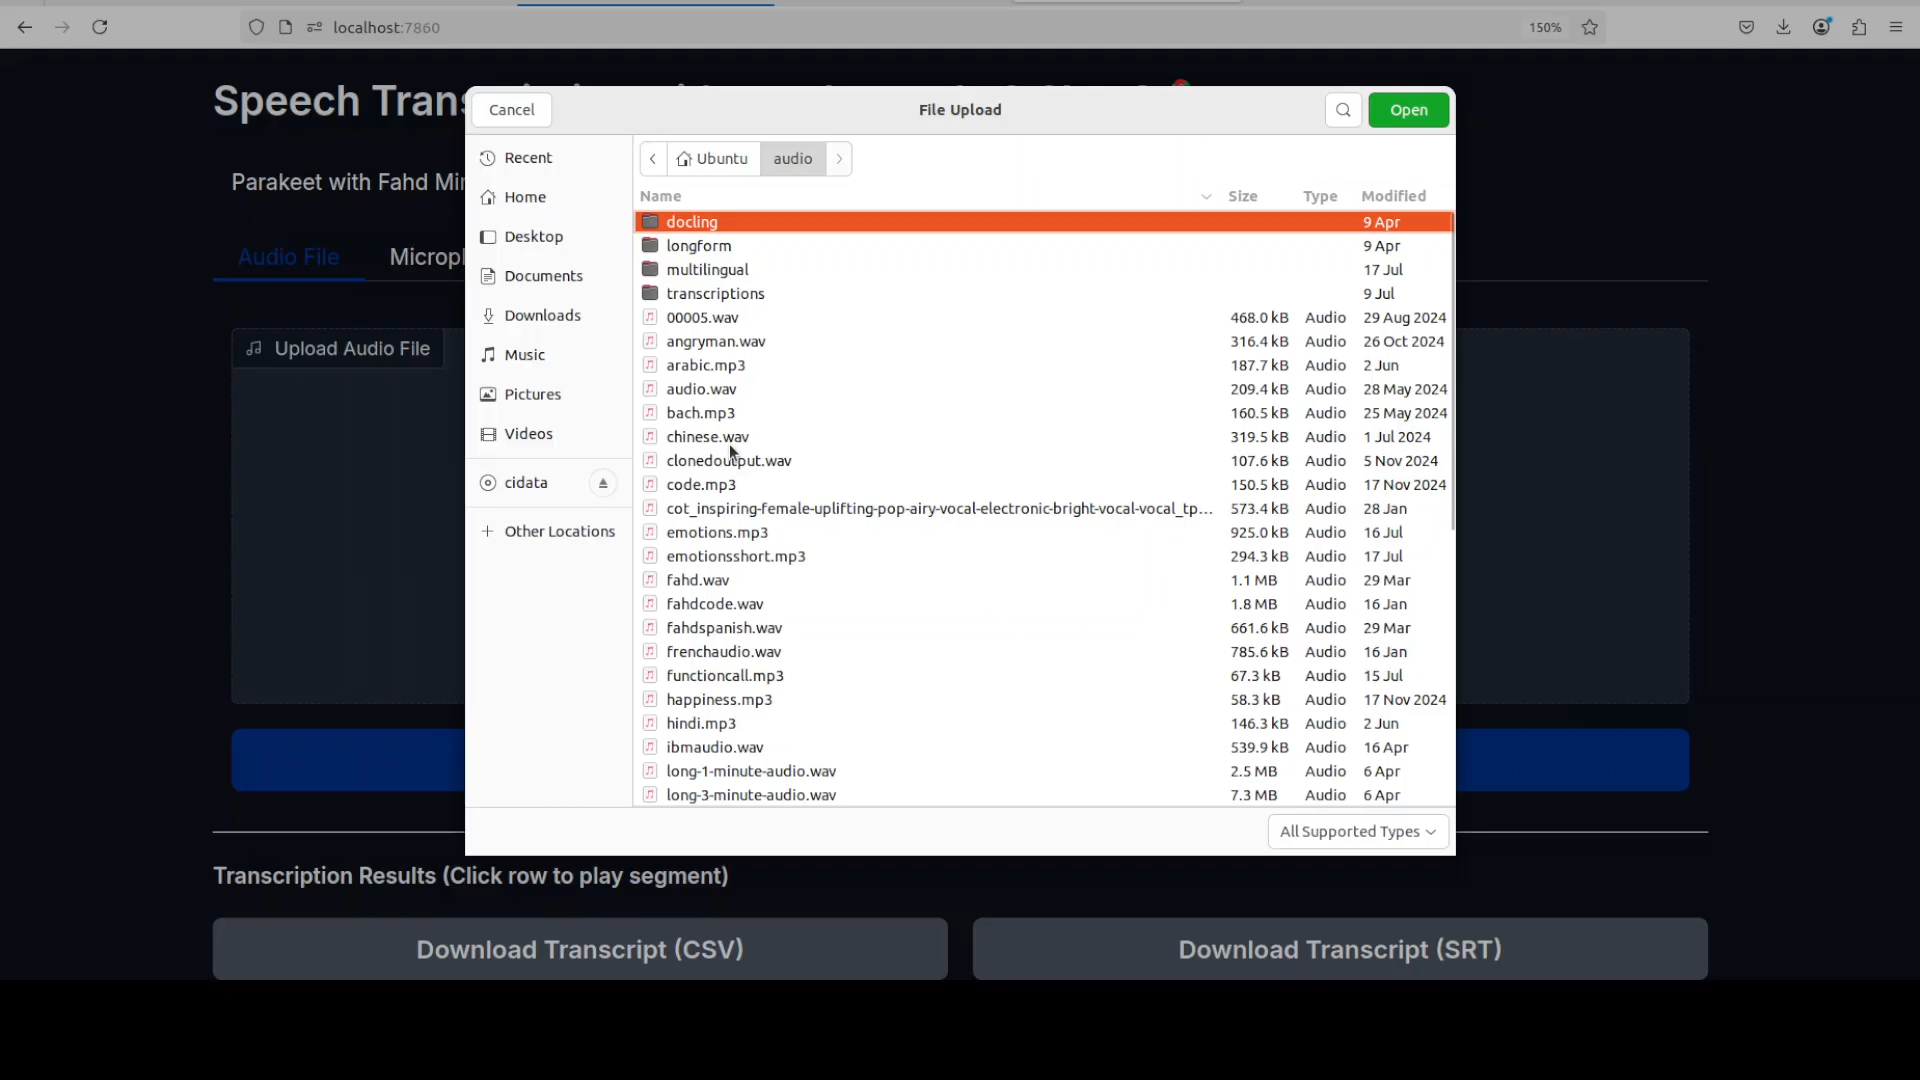 localhost:7860
150%
Speech Trans
Parakeet with Fahd Mir
Audio File
Microph
Upload Audio File
Cancel
File Upload
Open
Recent
Home
Desktop
Documents
Downloads
Music
Pictures
Videos
cidata
Other Locations
Ubuntu audio
Name Size Type Modified
docling 9 Apr
longform 9 Apr
multilingual 17 Jul
transcriptions 9 Jul
00005.wav 468.0 kB Audio 29 Aug 2024
angryman.wav 316.4 kB Audio 26 Oct 2024
arabic.mp3 187.7 kB Audio 2 Jun
audio.wav 209.4 kB Audio 28 May 2024
bach.mp3 160.5 kB Audio 25 May 2024
chinese.wav 319.5 kB Audio 1 Jul 2024
clonedoutput.wav 107.6 kB Audio 5 Nov 2024
code.mp3 150.5 kB Audio 17 Nov 2024
cot_inspiring-female-uplifting-pop-airy-vocal-electronic-bright-vocal-vocal_tp... 573.4 kB Audio 28 Jan
emotions.mp3 925.0 kB Audio 16 Jul
emotionsshort.mp3 294.3 kB Audio 17 Jul
fahd.wav 1.1 MB Audio 29 Mar
fahdcode.wav 1.8 MB Audio 16 Jan
fahdspanish.wav 661.6 kB Audio 29 Mar
frenchaudio.wav 785.6 kB Audio 16 Jan
functioncall.mp3 67.3 kB Audio 15 Jul
happiness.mp3 58.3 kB Audio 17 Nov 2024
hindi.mp3 146.3 kB Audio 2 Jun
ibmaudio.wav 539.9 kB Audio 16 Apr
long-1-minute-audio.wav 2.5 MB Audio 6 Apr
long-3-minute-audio.wav 7.3 MB Audio 6 Apr
All Supported Types
Transcription Results (Click row to play segment)
Download Transcript (CSV)
Download Transcript (SRT)